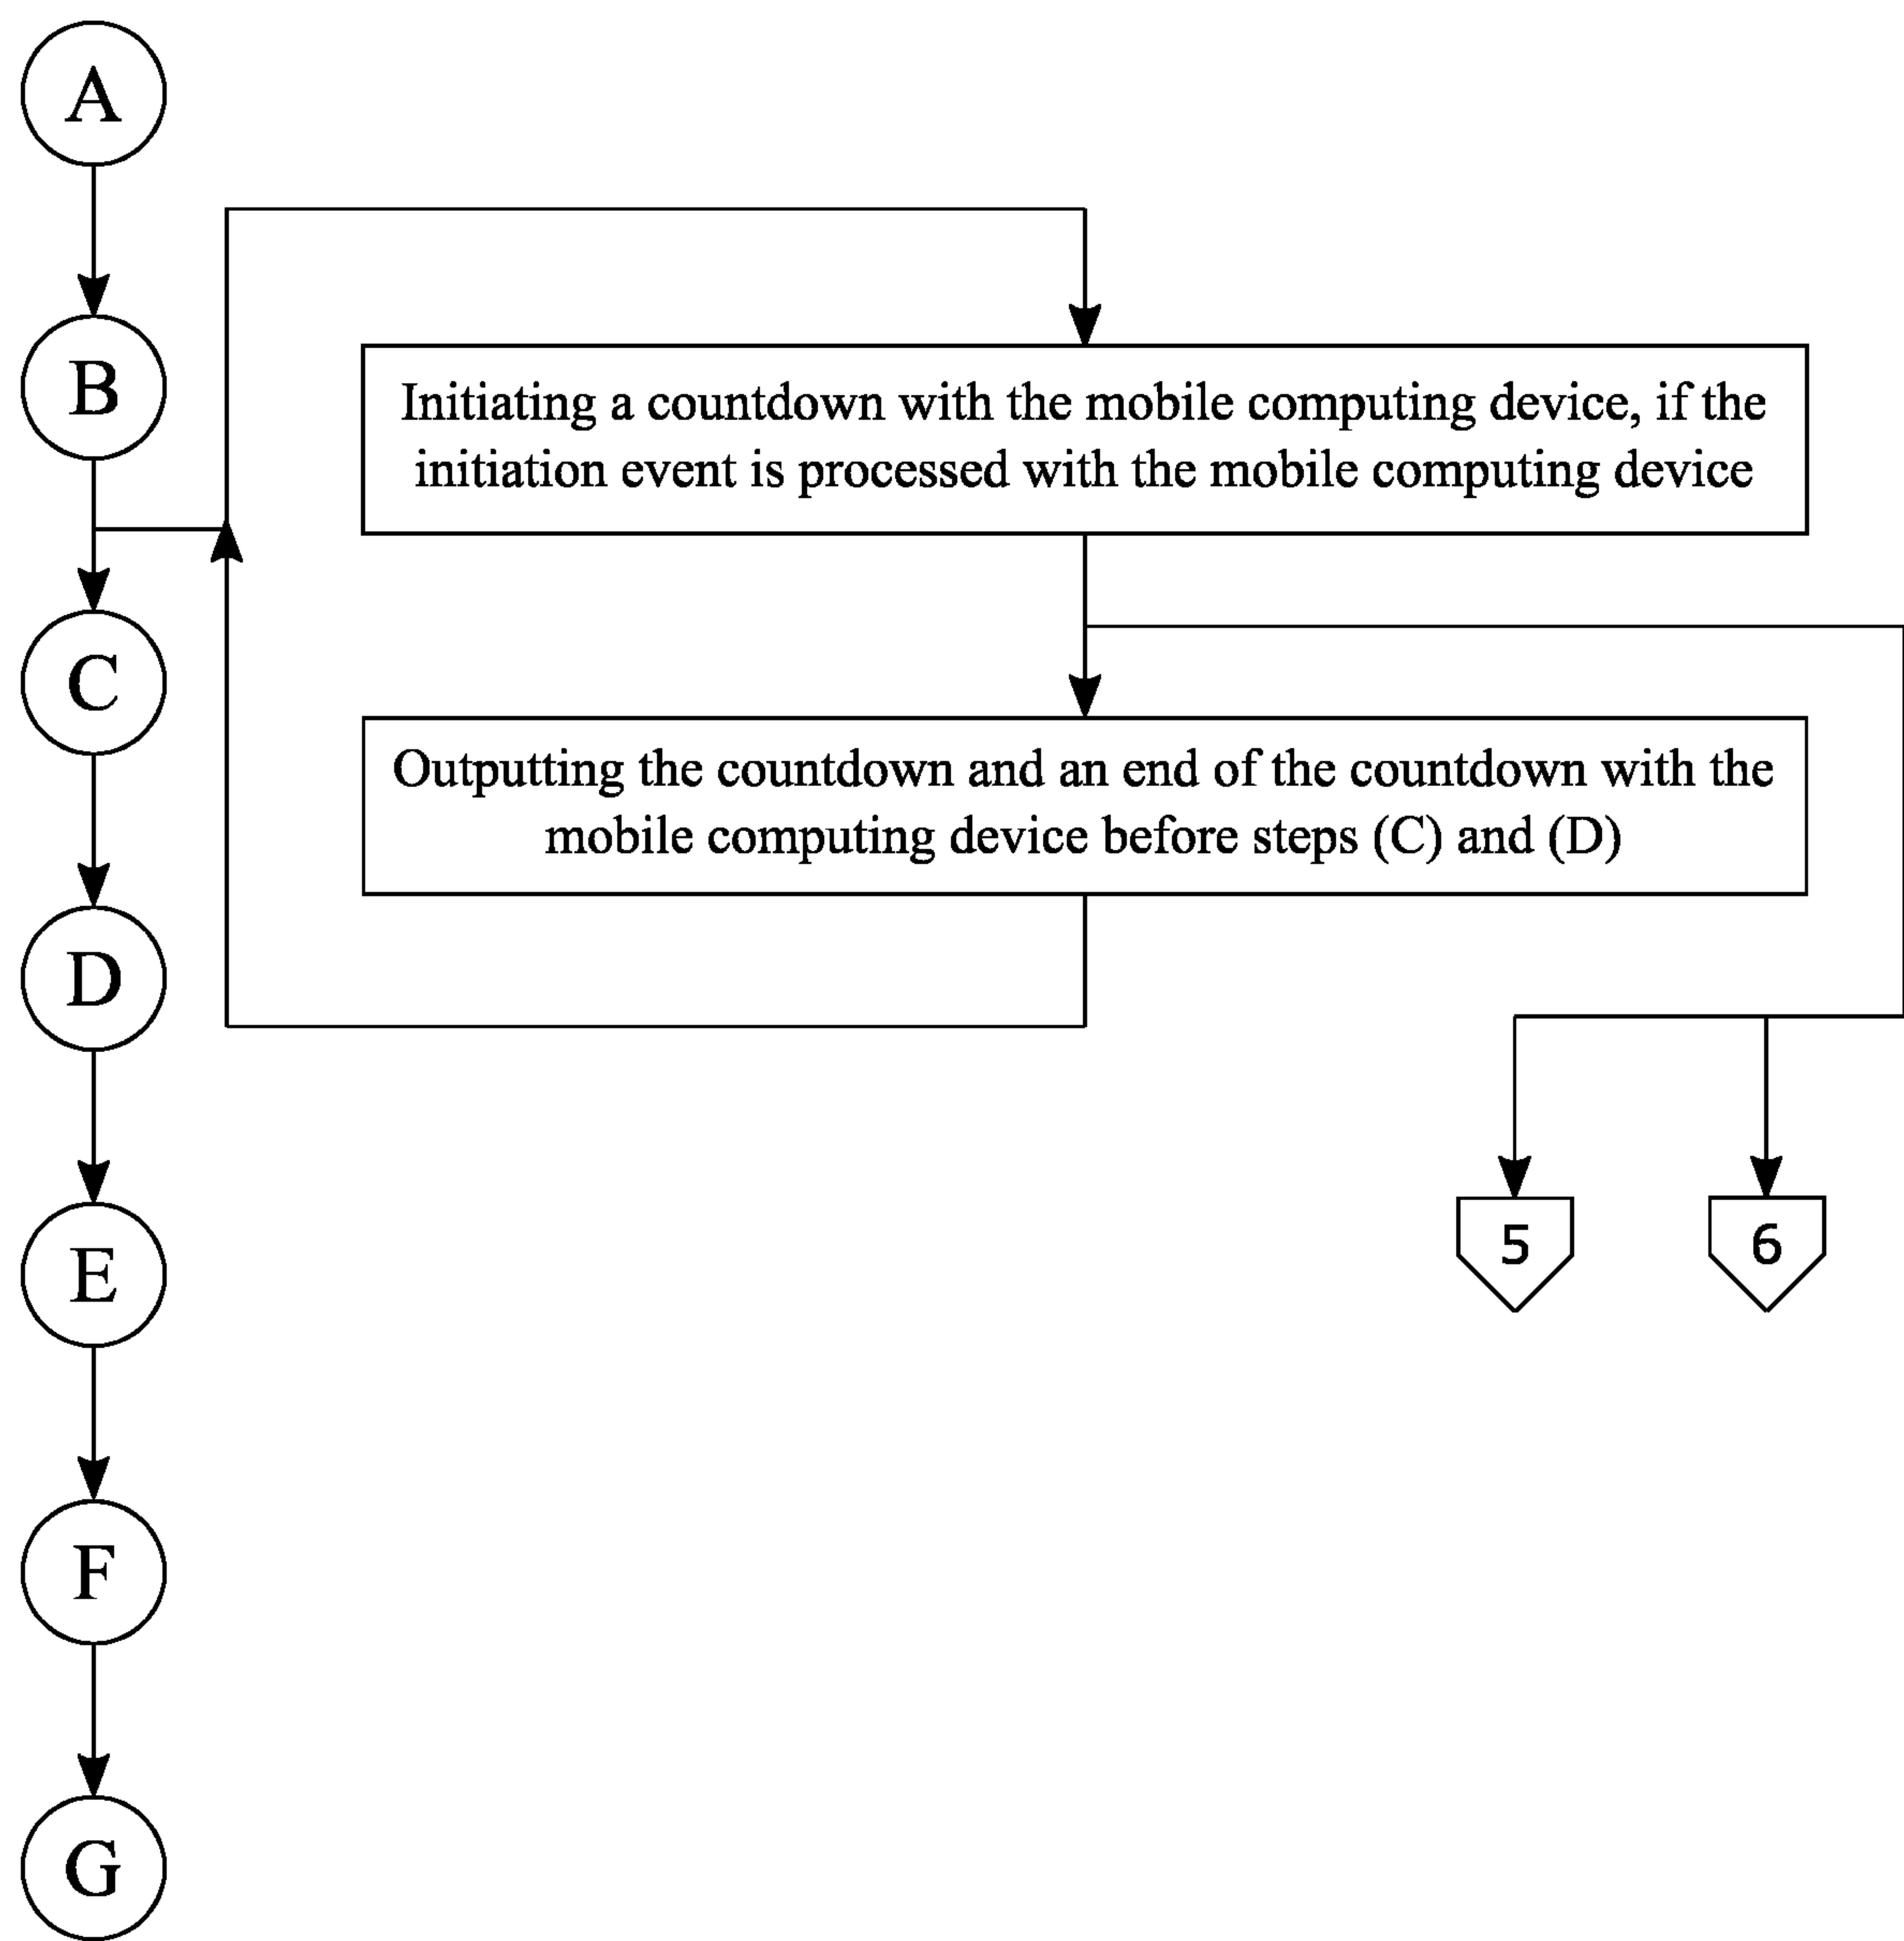 A
B
Initiating a countdown with the mobile computing device, if the
initiation event is processed with the mobile computing device
C
Outputting the countdown and an end of the countdown with the
mobile computing device before steps (C) and (D)
D
E
5
6
F
G